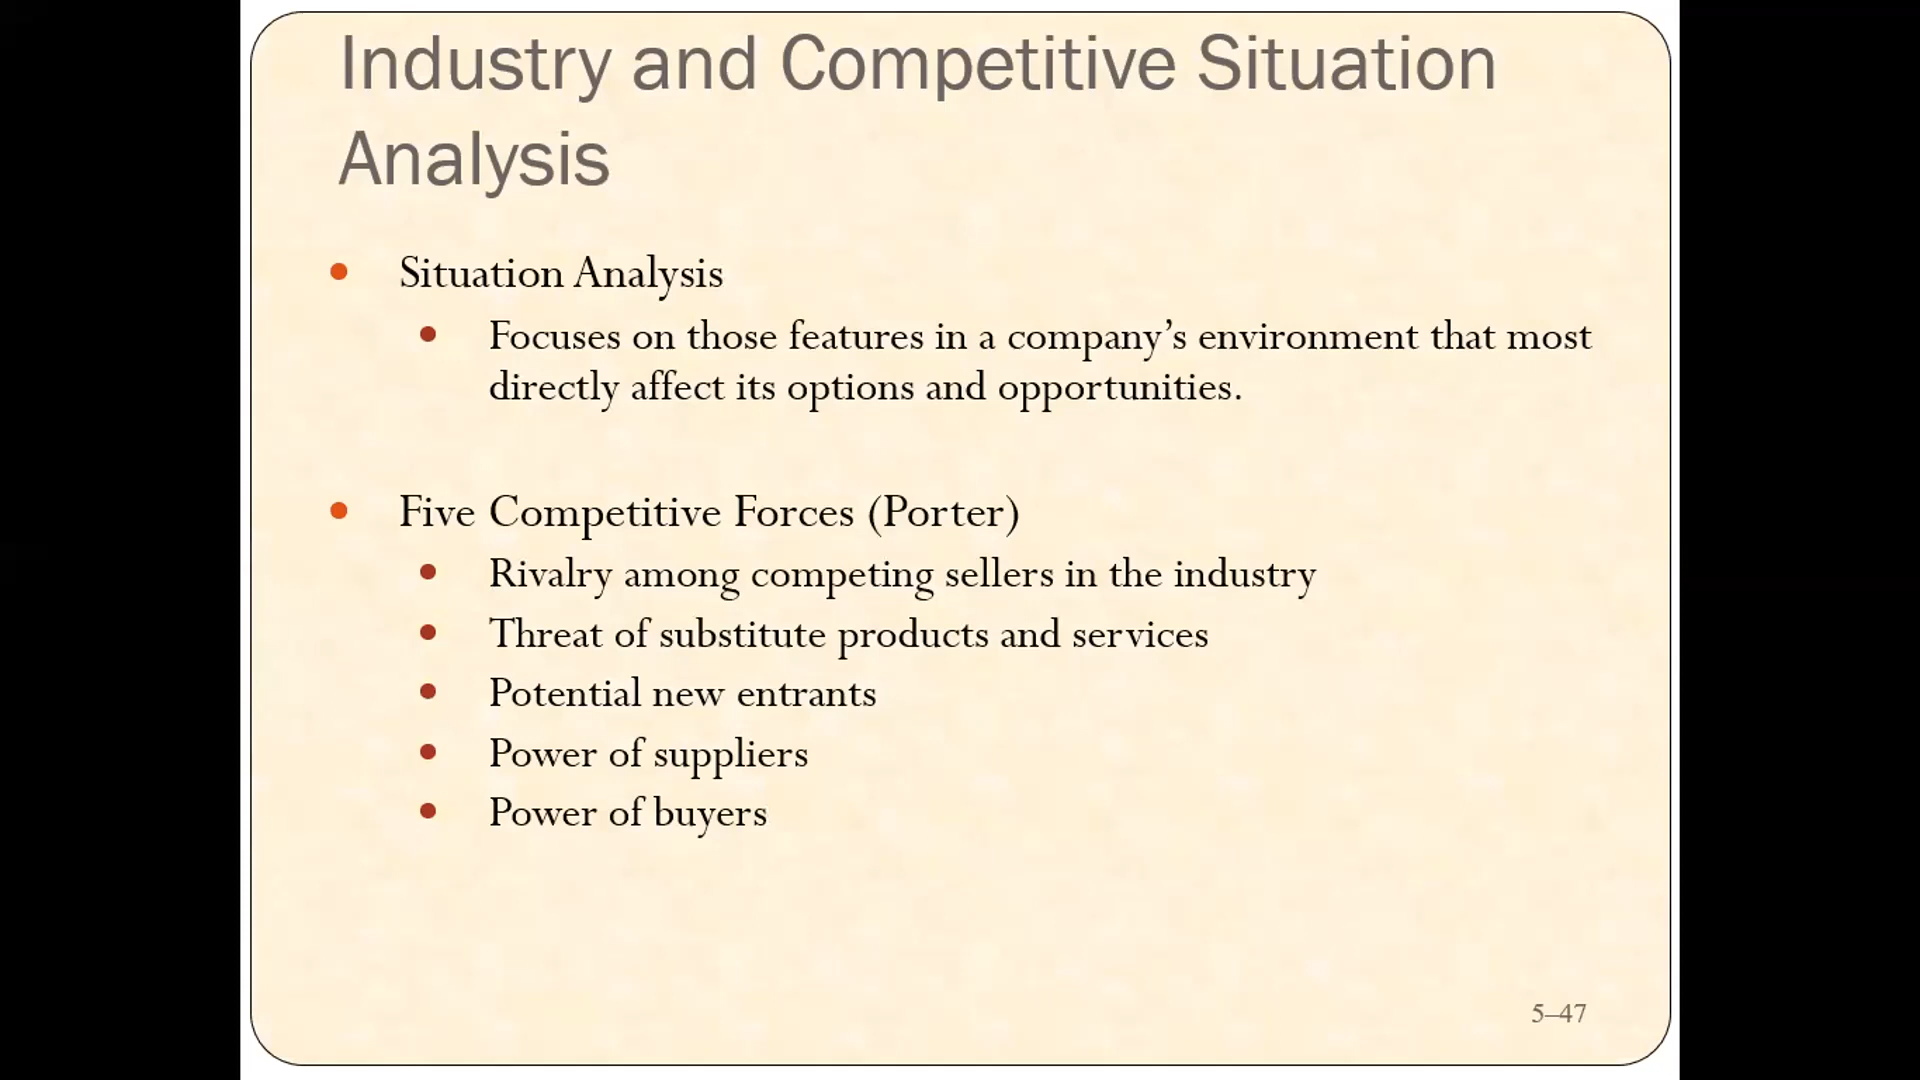 Industry and Competitive Situation
Analysis
Situation Analysis
Focuses on those features in a company’s environment that most
directly affect its options and opportunities.
Five Competitive Forces (Porter)
Rivalry among competing sellers in the industry
Threat of substitute products and services
Potential new entrants
Power of suppliers
Power of buyers
5–47